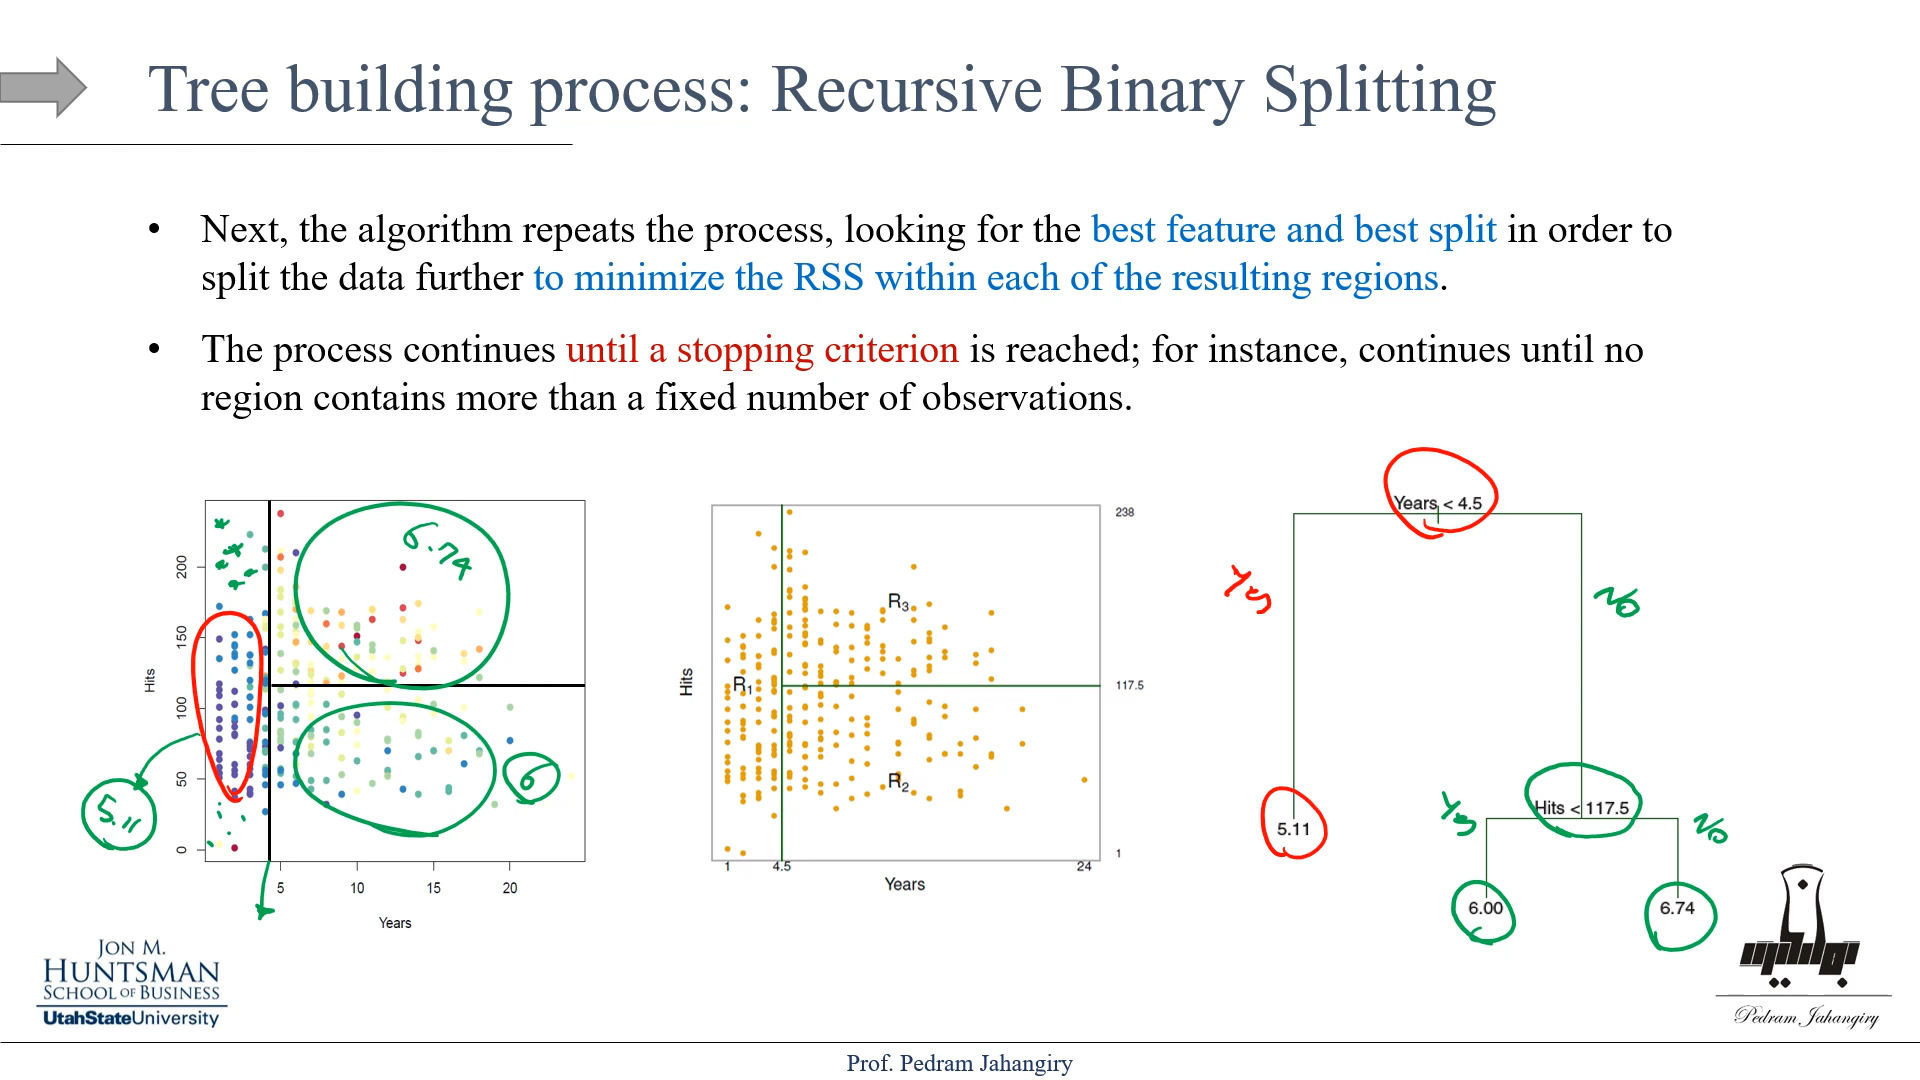 Tree building process: Recursive Binary Splitting
• Next, the algorithm repeats the process, looking for the best feature and best split in order to
split the data further to minimize the RSS within each of the resulting regions.
• The process continues until a stopping criterion is reached; for instance, continues until no
region contains more than a fixed number of observations.
6.74
6
5.11
Hits
200
150
100
50
0
5 10 15 20
Years
R3
R1
R2
Hits
238
117.5
1
1 4.5 24
Years
Years < 4.5
Yes
No
5.11
Hits < 117.5
Yes
No
6.00
6.74
JON M.
HUNTSMAN
SCHOOL OF BUSINESS
UtahStateUniversity
Pedram Jahangiry
Prof. Pedram Jahangiry